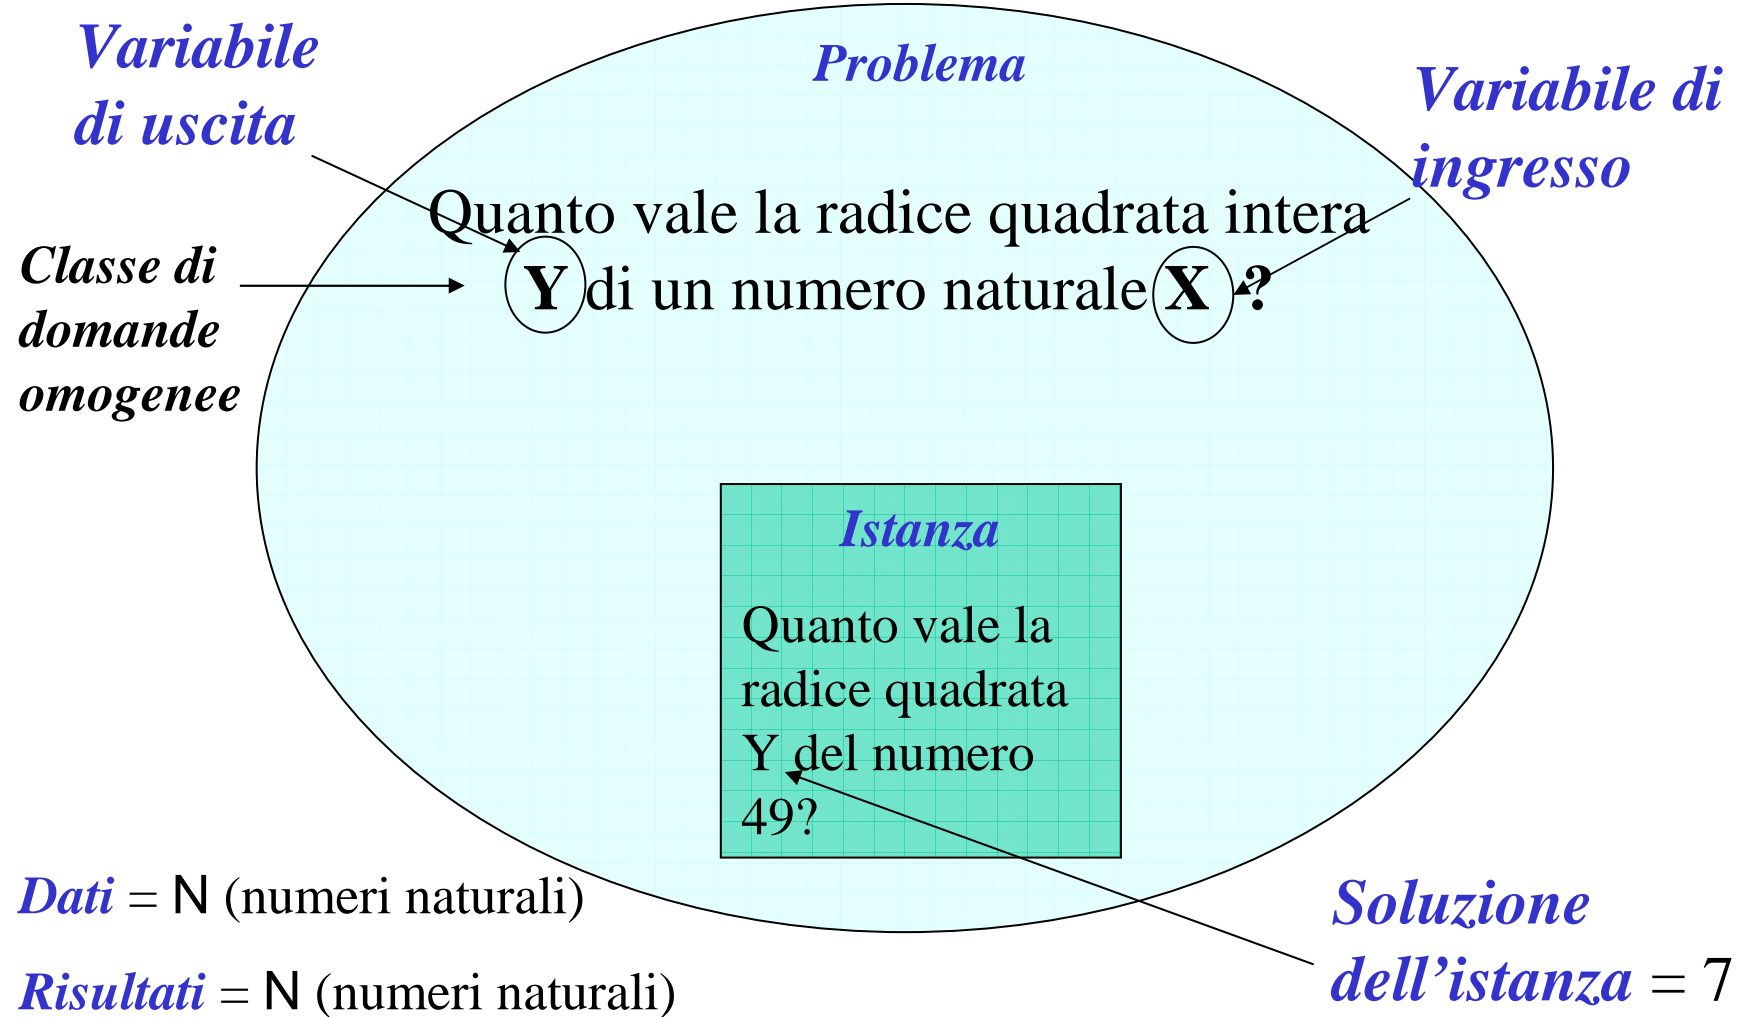 Variabile
di uscita
Problema
Variabile di
ingresso
Quanto vale la radice quadrata intera
Y di un numero naturale X ?
Classe di
domande
omogenee
Istanza
Quanto vale la
radice quadrata
Y del numero
49?
Dati = N (numeri naturali)
Risultati = N (numeri naturali)
Soluzione
dell’istanza = 7